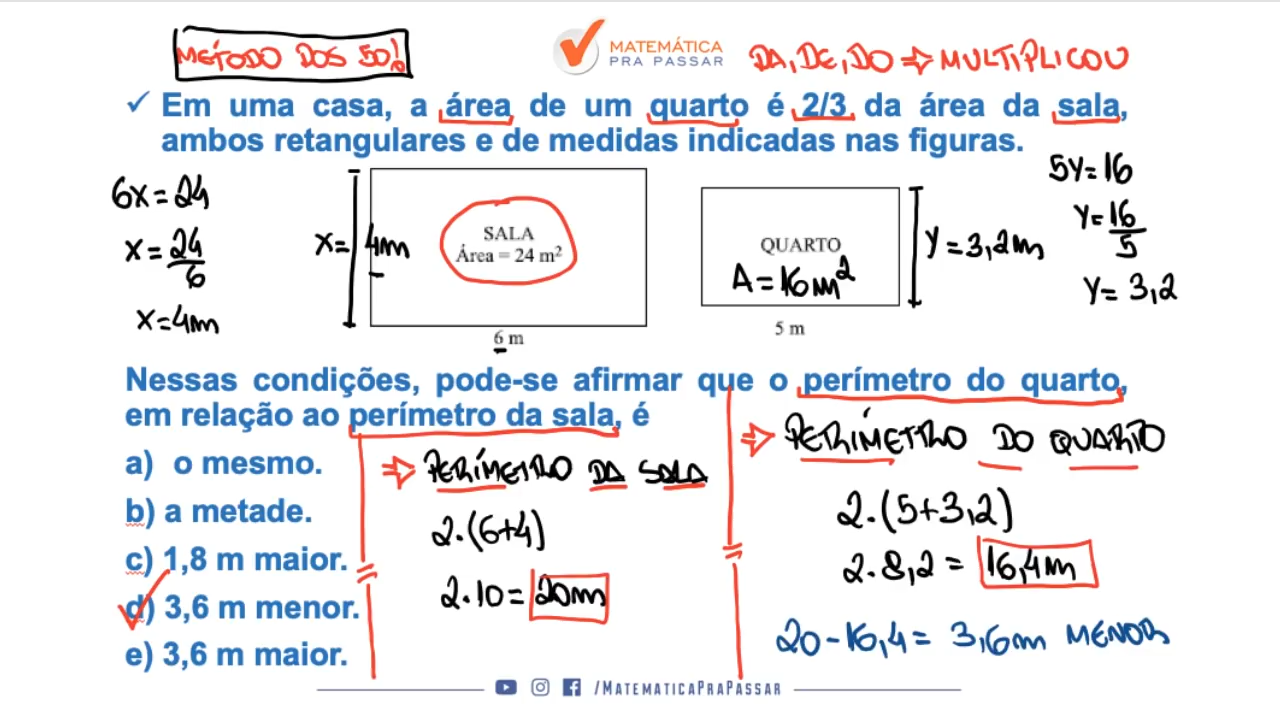 MÉTODO DOS 50!
MATEMÁTICA
PRA PASSAR
DA, DE, DO ⇒ MULTIPLICOU
✓ Em uma casa, a área de um quarto é 2/3 da área da sala,
ambos retangulares e de medidas indicadas nas figuras.
6X=24
X=24/6
X=4m
X=4m
SALA
Área = 24 m²
6 m
QUARTO
A=16m²
5 m
Y=3,2m
5Y=16
Y=16/5
Y=3,2
Nessas condições, pode-se afirmar que o perímetro do quarto,
em relação ao perímetro da sala, é
a) o mesmo.
b) a metade.
c) 1,8 m maior.
d) 3,6 m menor.
e) 3,6 m maior.
⇒ PERÍMETRO DA SALA
2.(6+4)
2.10=20m
⇒ PERÍMETRO DO QUARTO
2.(5+3,2)
2.8,2=16,4m
20-16,4=3,6m MENOR
/MATEMATICAPRAPASSAR